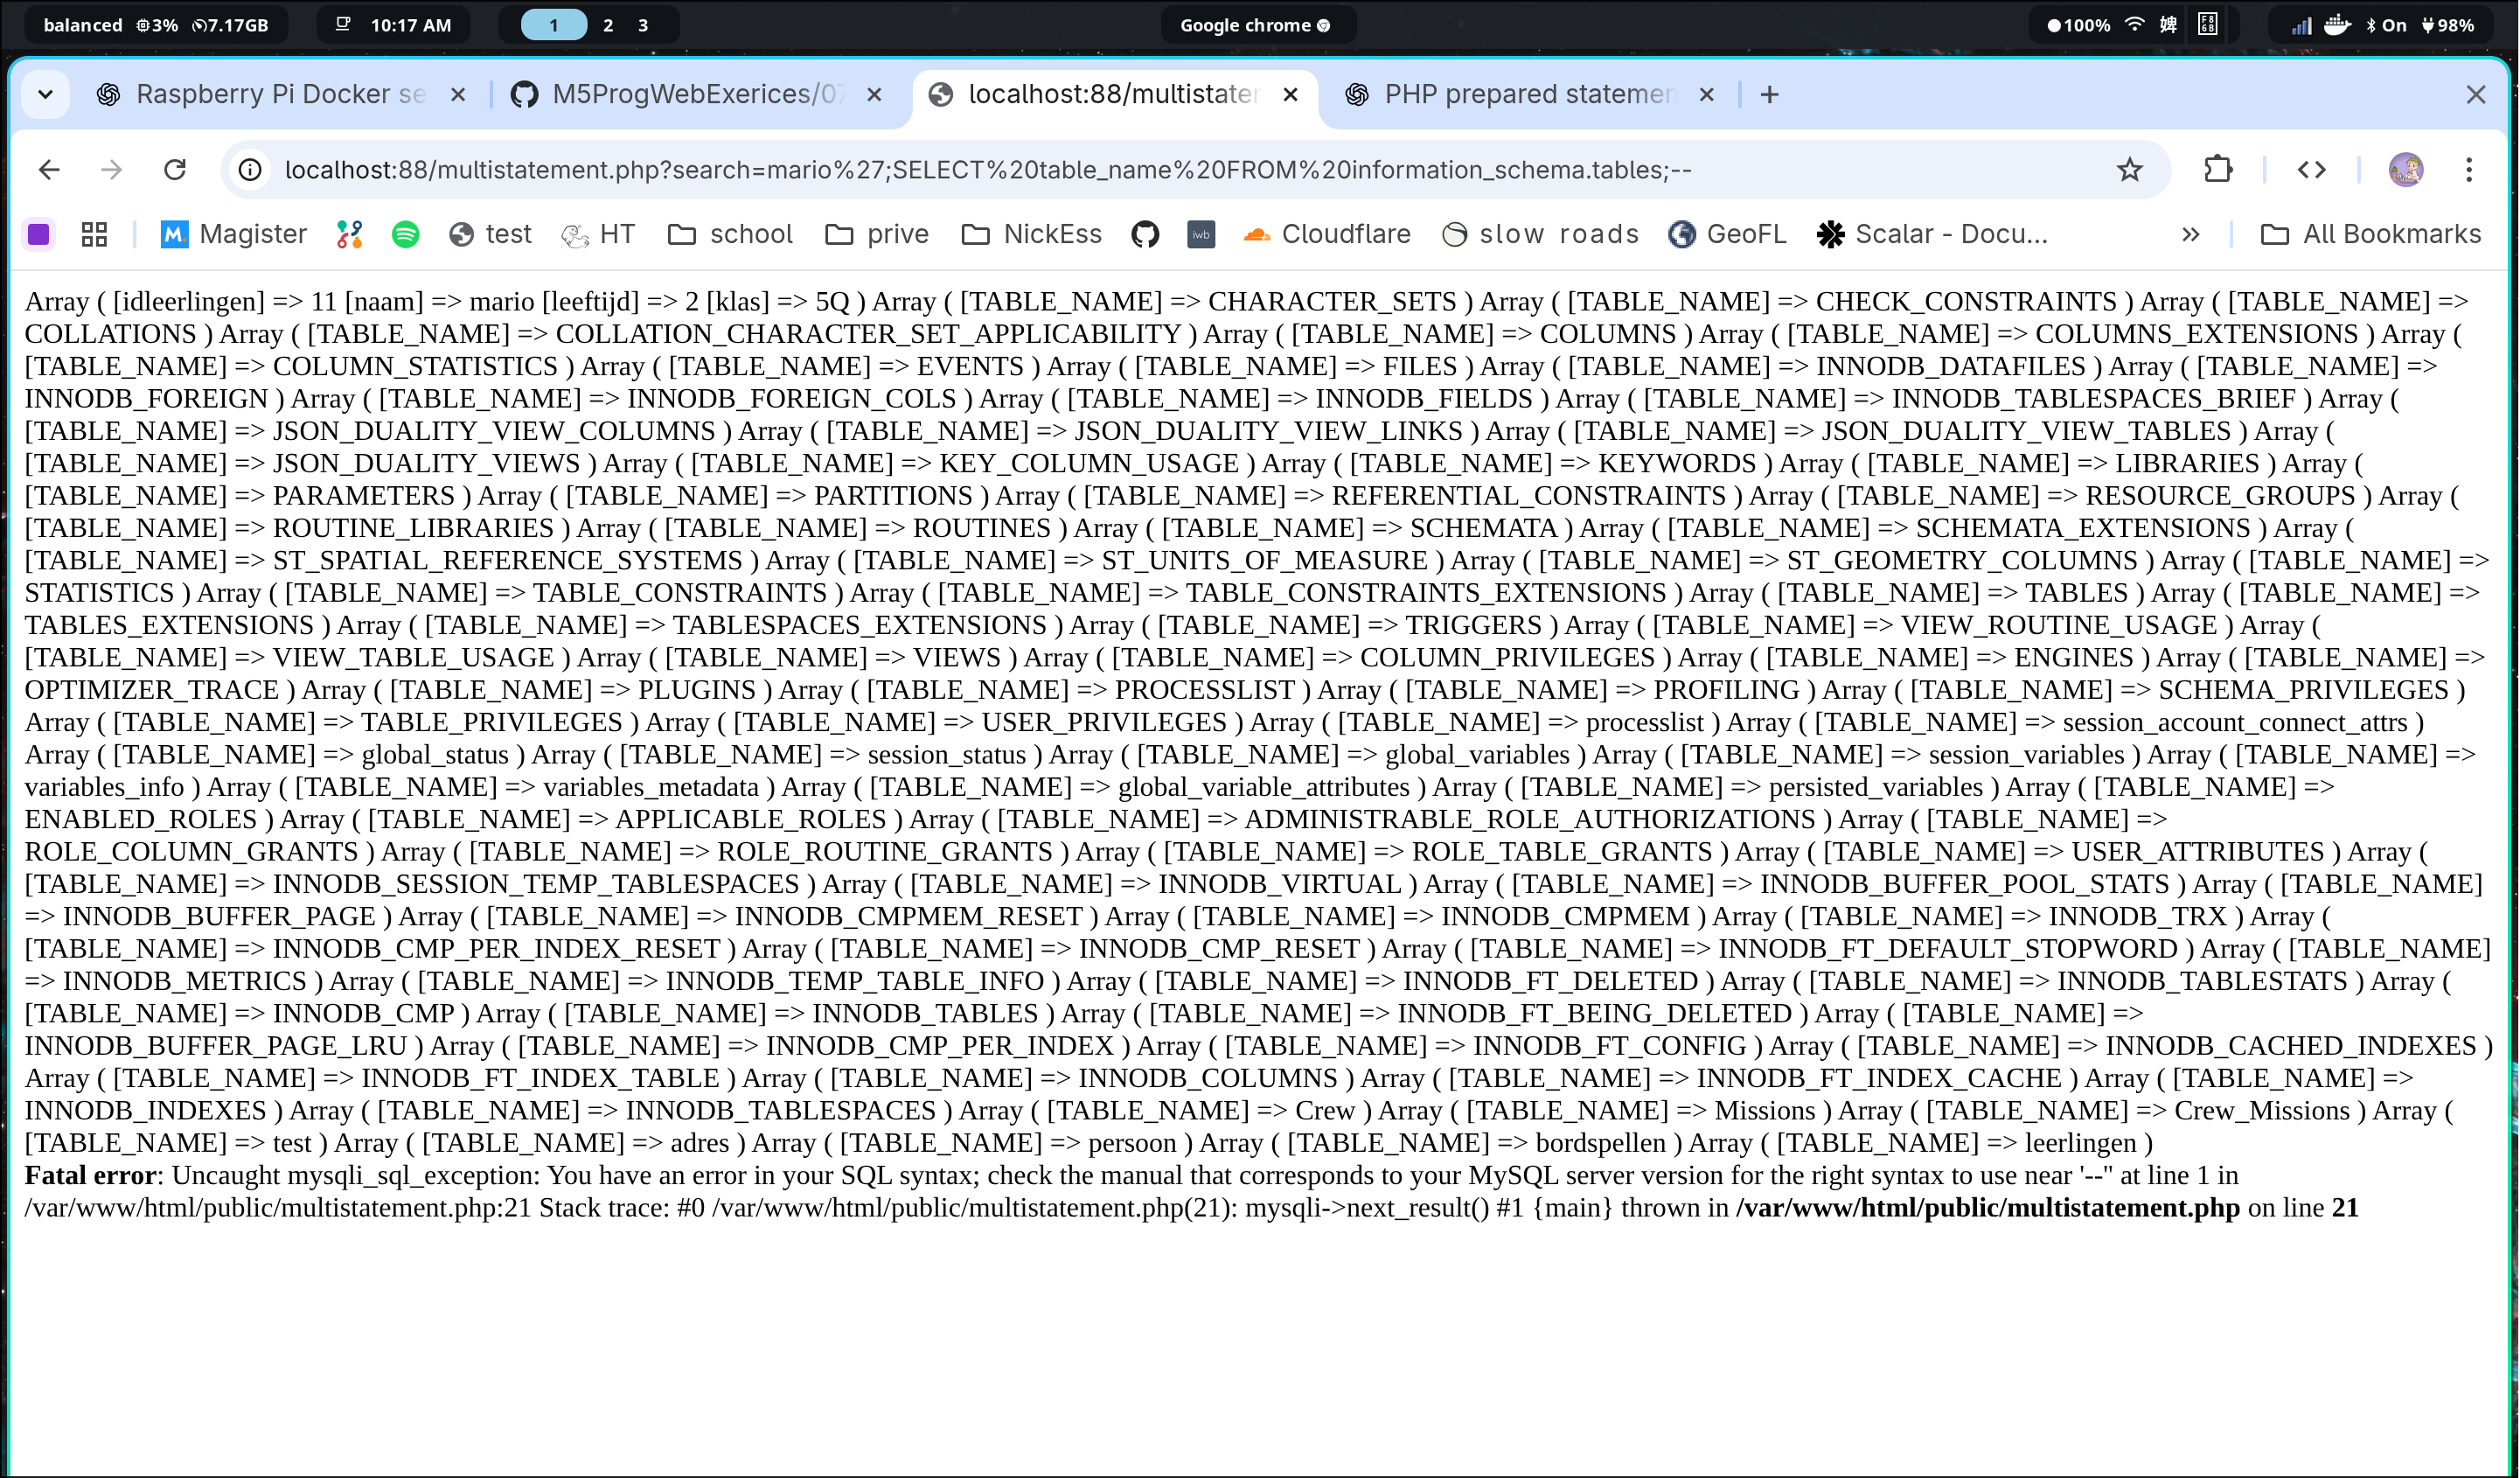 balanced 3% 7.17GB 10:17 AM 1 2 3 Google chrome 100% 婢 F868 On 98%
Raspberry Pi Docker se M5ProgWebExerices/07 localhost:88/multistatem PHP prepared statemen
localhost:88/multistatement.php?search=mario%27;SELECT%20table_name%20FROM%20information_schema.tables;--
M. Magister test HT school prive NickEss iwb Cloudflare slow roads GeoFL Scalar - Docu... All Bookmarks
Array ( [idleerlingen] => 11 [naam] => mario [leeftijd] => 2 [klas] => 5Q ) Array ( [TABLE_NAME] => CHARACTER_SETS ) Array ( [TABLE_NAME] => CHECK_CONSTRAINTS ) Array ( [TABLE_NAME] =>
COLLATIONS ) Array ( [TABLE_NAME] => COLLATION_CHARACTER_SET_APPLICABILITY ) Array ( [TABLE_NAME] => COLUMNS ) Array ( [TABLE_NAME] => COLUMNS_EXTENSIONS ) Array (
[TABLE_NAME] => COLUMN_STATISTICS ) Array ( [TABLE_NAME] => EVENTS ) Array ( [TABLE_NAME] => FILES ) Array ( [TABLE_NAME] => INNODB_DATAFILES ) Array ( [TABLE_NAME] =>
INNODB_FOREIGN ) Array ( [TABLE_NAME] => INNODB_FOREIGN_COLS ) Array ( [TABLE_NAME] => INNODB_FIELDS ) Array ( [TABLE_NAME] => INNODB_TABLESPACES_BRIEF ) Array (
[TABLE_NAME] => JSON_DUALITY_VIEW_COLUMNS ) Array ( [TABLE_NAME] => JSON_DUALITY_VIEW_LINKS ) Array ( [TABLE_NAME] => JSON_DUALITY_VIEW_TABLES ) Array (
[TABLE_NAME] => JSON_DUALITY_VIEWS ) Array ( [TABLE_NAME] => KEY_COLUMN_USAGE ) Array ( [TABLE_NAME] => KEYWORDS ) Array ( [TABLE_NAME] => LIBRARIES ) Array (
[TABLE_NAME] => PARAMETERS ) Array ( [TABLE_NAME] => PARTITIONS ) Array ( [TABLE_NAME] => REFERENTIAL_CONSTRAINTS ) Array ( [TABLE_NAME] => RESOURCE_GROUPS ) Array (
[TABLE_NAME] => ROUTINE_LIBRARIES ) Array ( [TABLE_NAME] => ROUTINES ) Array ( [TABLE_NAME] => SCHEMATA ) Array ( [TABLE_NAME] => SCHEMATA_EXTENSIONS ) Array (
[TABLE_NAME] => ST_SPATIAL_REFERENCE_SYSTEMS ) Array ( [TABLE_NAME] => ST_UNITS_OF_MEASURE ) Array ( [TABLE_NAME] => ST_GEOMETRY_COLUMNS ) Array ( [TABLE_NAME] =>
STATISTICS ) Array ( [TABLE_NAME] => TABLE_CONSTRAINTS ) Array ( [TABLE_NAME] => TABLE_CONSTRAINTS_EXTENSIONS ) Array ( [TABLE_NAME] => TABLES ) Array ( [TABLE_NAME] =>
TABLES_EXTENSIONS ) Array ( [TABLE_NAME] => TABLESPACES_EXTENSIONS ) Array ( [TABLE_NAME] => TRIGGERS ) Array ( [TABLE_NAME] => VIEW_ROUTINE_USAGE ) Array (
[TABLE_NAME] => VIEW_TABLE_USAGE ) Array ( [TABLE_NAME] => VIEWS ) Array ( [TABLE_NAME] => COLUMN_PRIVILEGES ) Array ( [TABLE_NAME] => ENGINES ) Array ( [TABLE_NAME] =>
OPTIMIZER_TRACE ) Array ( [TABLE_NAME] => PLUGINS ) Array ( [TABLE_NAME] => PROCESSLIST ) Array ( [TABLE_NAME] => PROFILING ) Array ( [TABLE_NAME] => SCHEMA_PRIVILEGES )
Array ( [TABLE_NAME] => TABLE_PRIVILEGES ) Array ( [TABLE_NAME] => USER_PRIVILEGES ) Array ( [TABLE_NAME] => processlist ) Array ( [TABLE_NAME] => session_account_connect_attrs )
Array ( [TABLE_NAME] => global_status ) Array ( [TABLE_NAME] => session_status ) Array ( [TABLE_NAME] => global_variables ) Array ( [TABLE_NAME] => session_variables ) Array ( [TABLE_NAME] =>
variables_info ) Array ( [TABLE_NAME] => variables_metadata ) Array ( [TABLE_NAME] => global_variable_attributes ) Array ( [TABLE_NAME] => persisted_variables ) Array ( [TABLE_NAME] =>
ENABLED_ROLES ) Array ( [TABLE_NAME] => APPLICABLE_ROLES ) Array ( [TABLE_NAME] => ADMINISTRABLE_ROLE_AUTHORIZATIONS ) Array ( [TABLE_NAME] =>
ROLE_COLUMN_GRANTS ) Array ( [TABLE_NAME] => ROLE_ROUTINE_GRANTS ) Array ( [TABLE_NAME] => ROLE_TABLE_GRANTS ) Array ( [TABLE_NAME] => USER_ATTRIBUTES ) Array (
[TABLE_NAME] => INNODB_SESSION_TEMP_TABLESPACES ) Array ( [TABLE_NAME] => INNODB_VIRTUAL ) Array ( [TABLE_NAME] => INNODB_BUFFER_POOL_STATS ) Array ( [TABLE_NAME]
=> INNODB_BUFFER_PAGE ) Array ( [TABLE_NAME] => INNODB_CMPMEM_RESET ) Array ( [TABLE_NAME] => INNODB_CMPMEM ) Array ( [TABLE_NAME] => INNODB_TRX ) Array (
[TABLE_NAME] => INNODB_CMP_PER_INDEX_RESET ) Array ( [TABLE_NAME] => INNODB_CMP_RESET ) Array ( [TABLE_NAME] => INNODB_FT_DEFAULT_STOPWORD ) Array ( [TABLE_NAME]
=> INNODB_METRICS ) Array ( [TABLE_NAME] => INNODB_TEMP_TABLE_INFO ) Array ( [TABLE_NAME] => INNODB_FT_DELETED ) Array ( [TABLE_NAME] => INNODB_TABLESTATS ) Array (
[TABLE_NAME] => INNODB_CMP ) Array ( [TABLE_NAME] => INNODB_TABLES ) Array ( [TABLE_NAME] => INNODB_FT_BEING_DELETED ) Array ( [TABLE_NAME] =>
INNODB_BUFFER_PAGE_LRU ) Array ( [TABLE_NAME] => INNODB_CMP_PER_INDEX ) Array ( [TABLE_NAME] => INNODB_FT_CONFIG ) Array ( [TABLE_NAME] => INNODB_CACHED_INDEXES )
Array ( [TABLE_NAME] => INNODB_FT_INDEX_TABLE ) Array ( [TABLE_NAME] => INNODB_COLUMNS ) Array ( [TABLE_NAME] => INNODB_FT_INDEX_CACHE ) Array ( [TABLE_NAME] =>
INNODB_INDEXES ) Array ( [TABLE_NAME] => INNODB_TABLESPACES ) Array ( [TABLE_NAME] => Crew ) Array ( [TABLE_NAME] => Missions ) Array ( [TABLE_NAME] => Crew_Missions ) Array (
[TABLE_NAME] => test ) Array ( [TABLE_NAME] => adres ) Array ( [TABLE_NAME] => persoon ) Array ( [TABLE_NAME] => bordspellen ) Array ( [TABLE_NAME] => leerlingen )
Fatal error: Uncaught mysqli_sql_exception: You have an error in your SQL syntax; check the manual that corresponds to your MySQL server version for the right syntax to use near '--'' at line 1 in
/var/www/html/public/multistatement.php:21 Stack trace: #0 /var/www/html/public/multistatement.php(21): mysqli->next_result() #1 {main} thrown in /var/www/html/public/multistatement.php on line 21